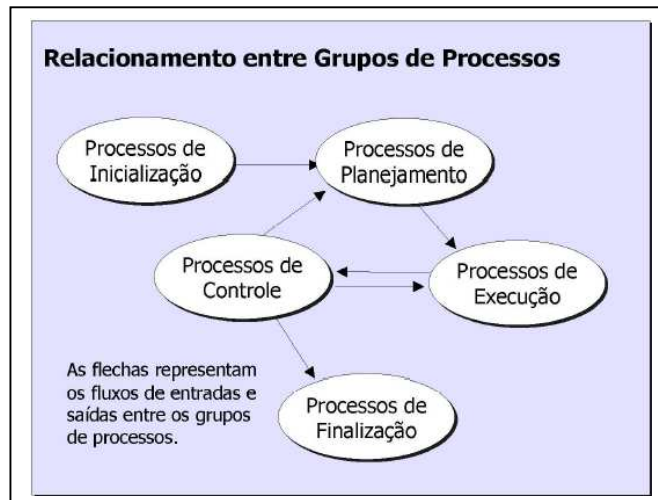 Relacionamento entre Grupos de Processos
Processos de
Inicialização
Processos de
Planejamento
Processos de
Controle
Processos de
Execução
As flechas representam
os fluxos de entradas e
saídas entre os grupos
de processos.
Processos de
Finalização